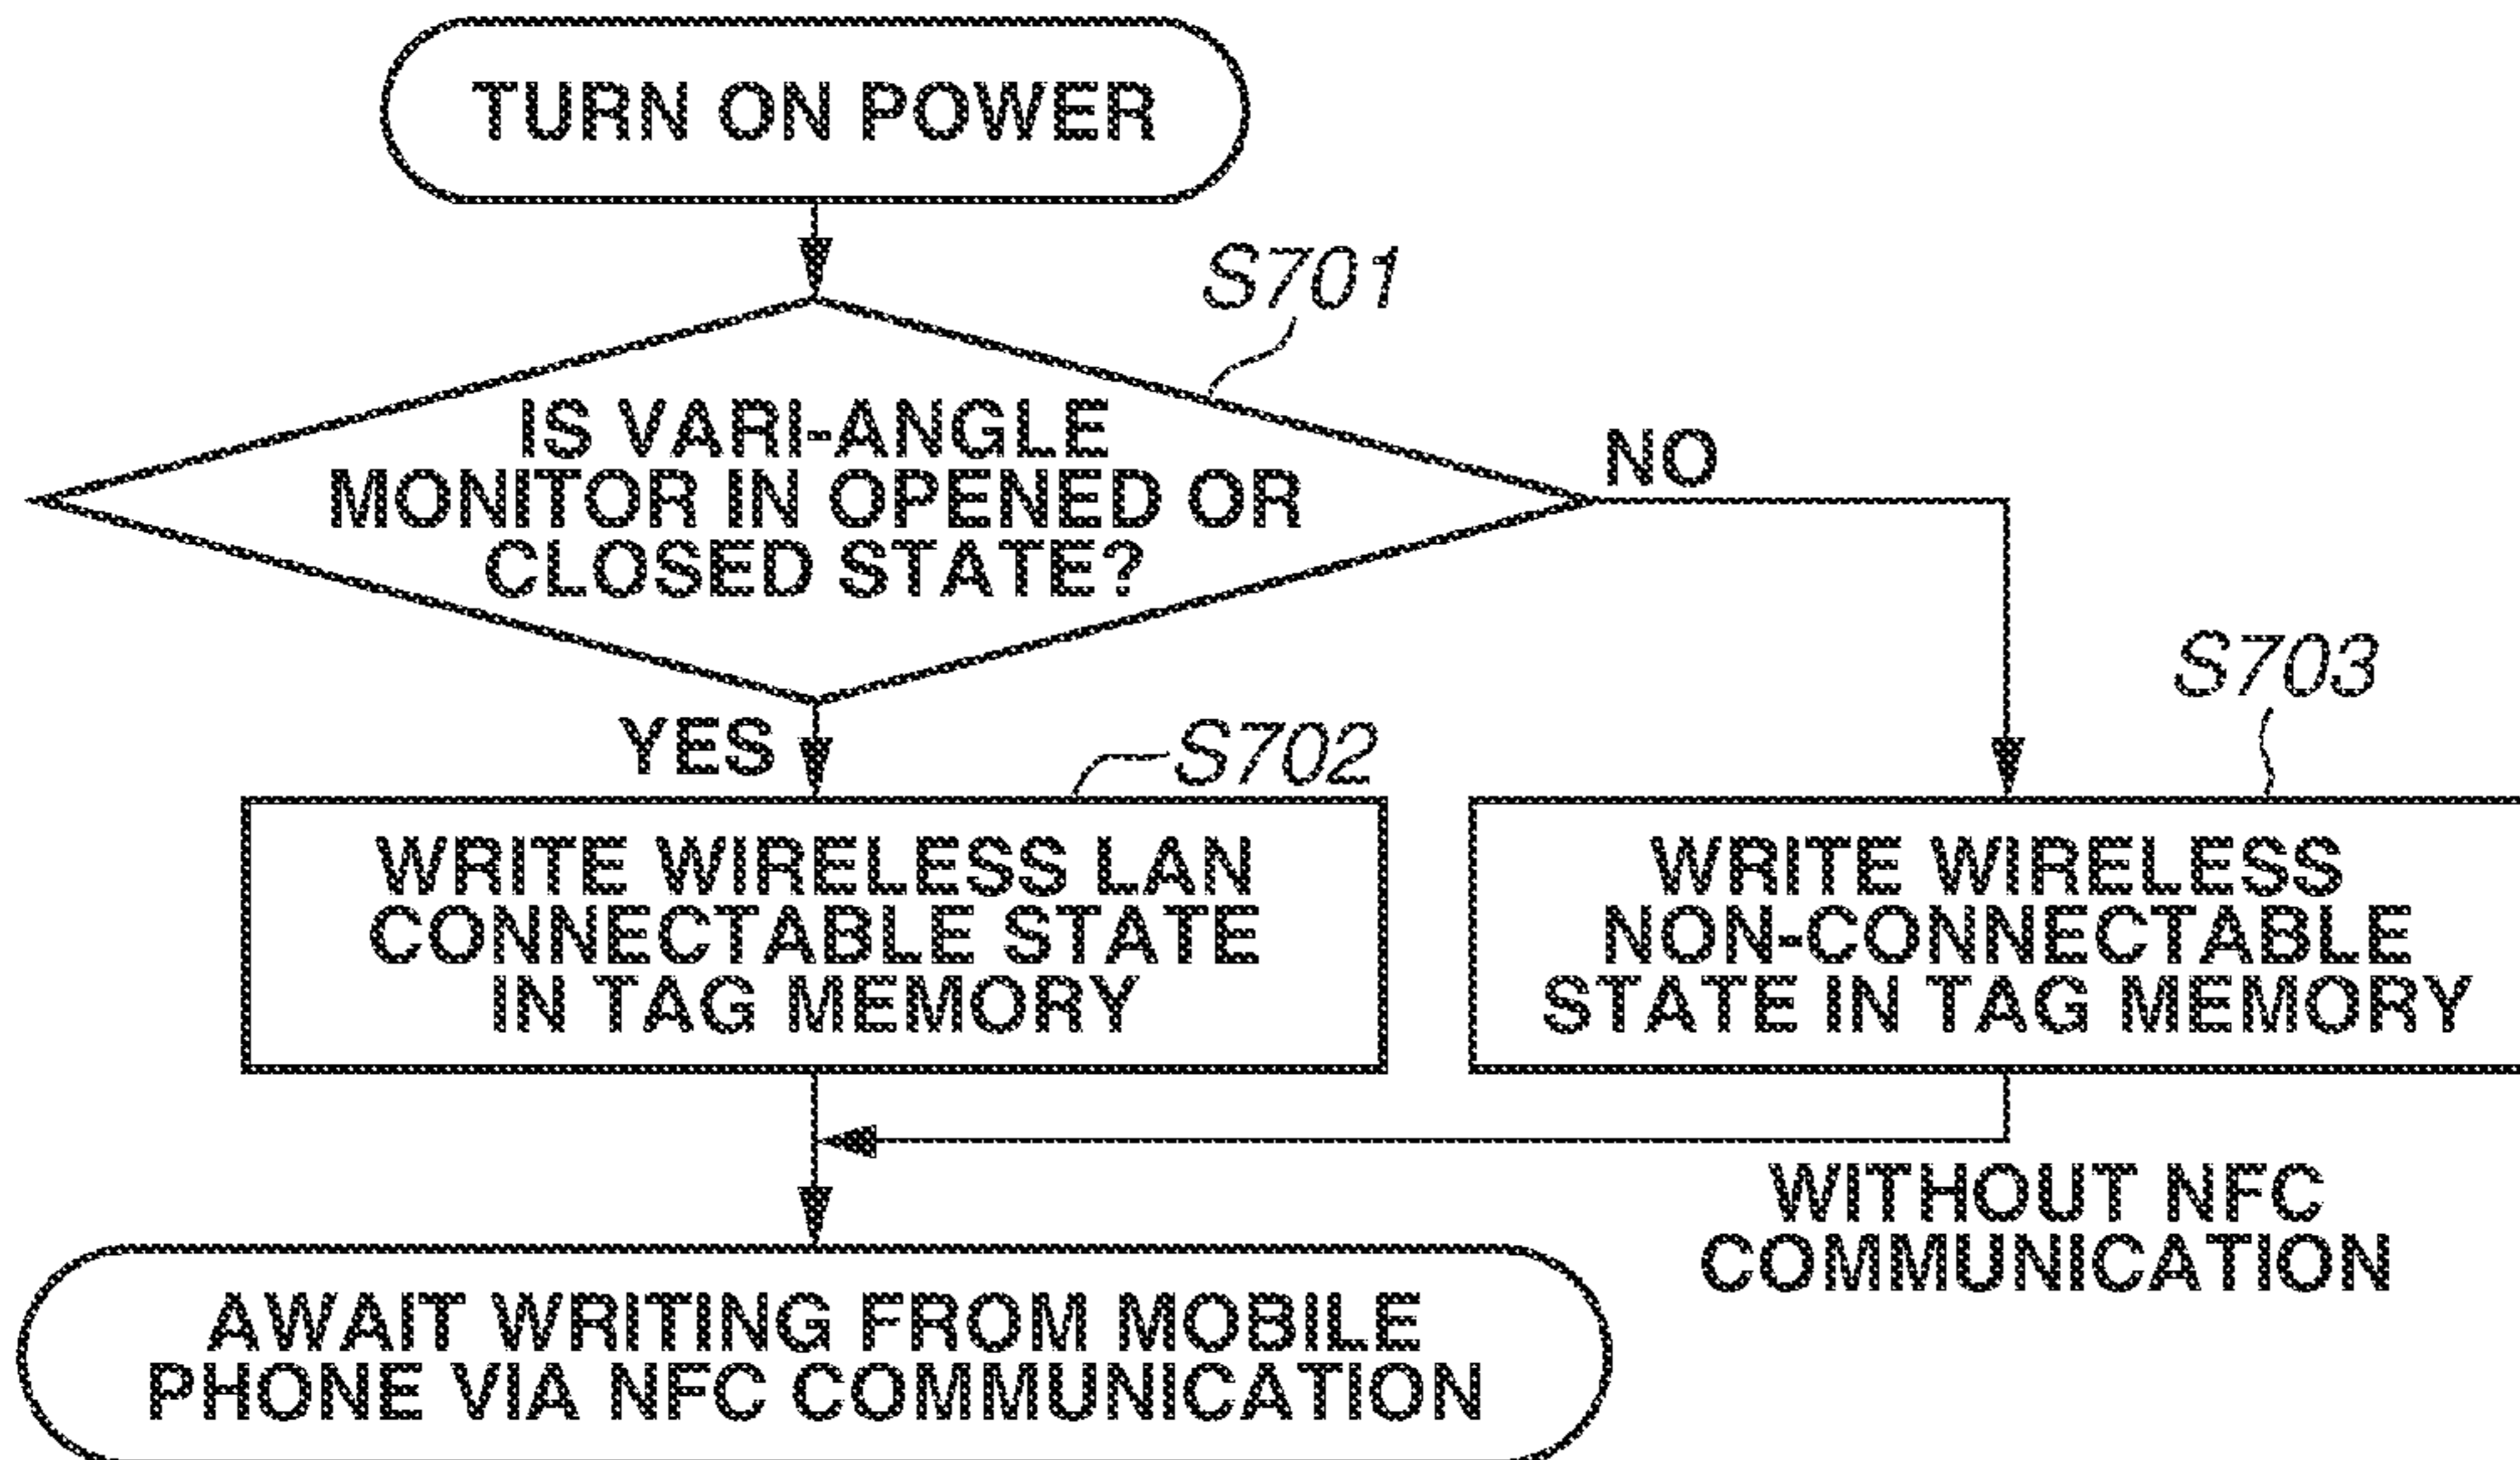 TURN ON POWER
S701
IS VARI-ANGLE
MONITOR IN OPENED OR
CLOSED STATE?
NO
YES
S702
S703
WRITE WIRELESS LAN
CONNECTABLE STATE
IN TAG MEMORY
WRITE WIRELESS
NON-CONNECTABLE
STATE IN TAG MEMORY
WITHOUT NFC
COMMUNICATION
AWAIT WRITING FROM MOBILE
PHONE VIA NFC COMMUNICATION